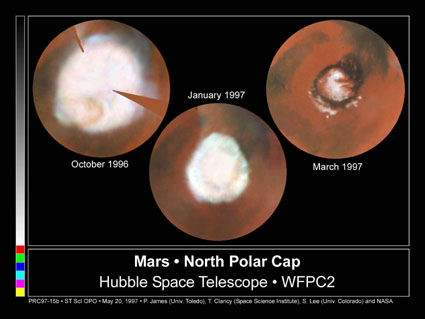 October 1996
January 1997
March 1997
Mars • North Polar Cap
Hubble Space Telescope • WFPC2
PRC97-15b • ST ScI OPO • May 20, 1997 • P. James (Univ. Toledo), T. Clancy (Space Science Institute), S. Lee (Univ. Colorado) and NASA